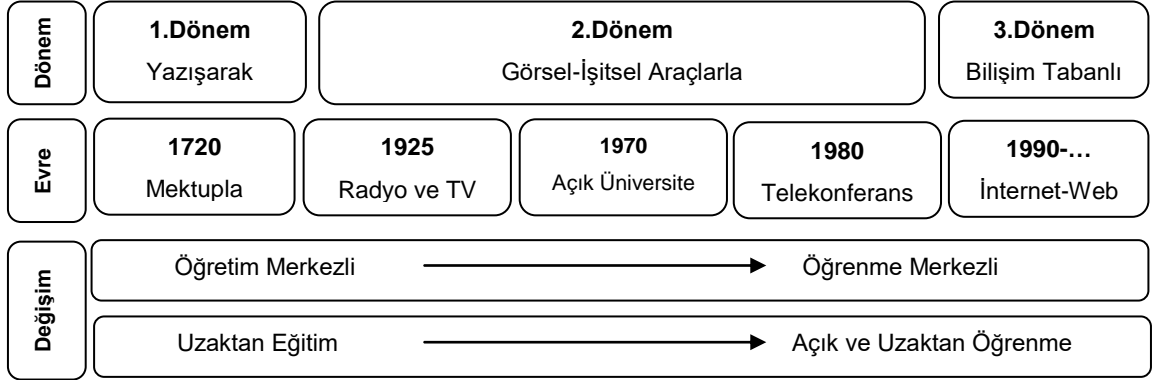 Dönem
1.Dönem
Yazışarak
2.Dönem
Görsel-İşitsel Araçlarla
3.Dönem
Bilişim Tabanlı
Evre
1720
Mektupla
1925
Radyo ve TV
1970
Açık Üniversite
1980
Telekonferans
1990-…
İnternet-Web
Değişim
Öğretim Merkezli
Öğrenme Merkezli
Uzaktan Eğitim
Açık ve Uzaktan Öğrenme